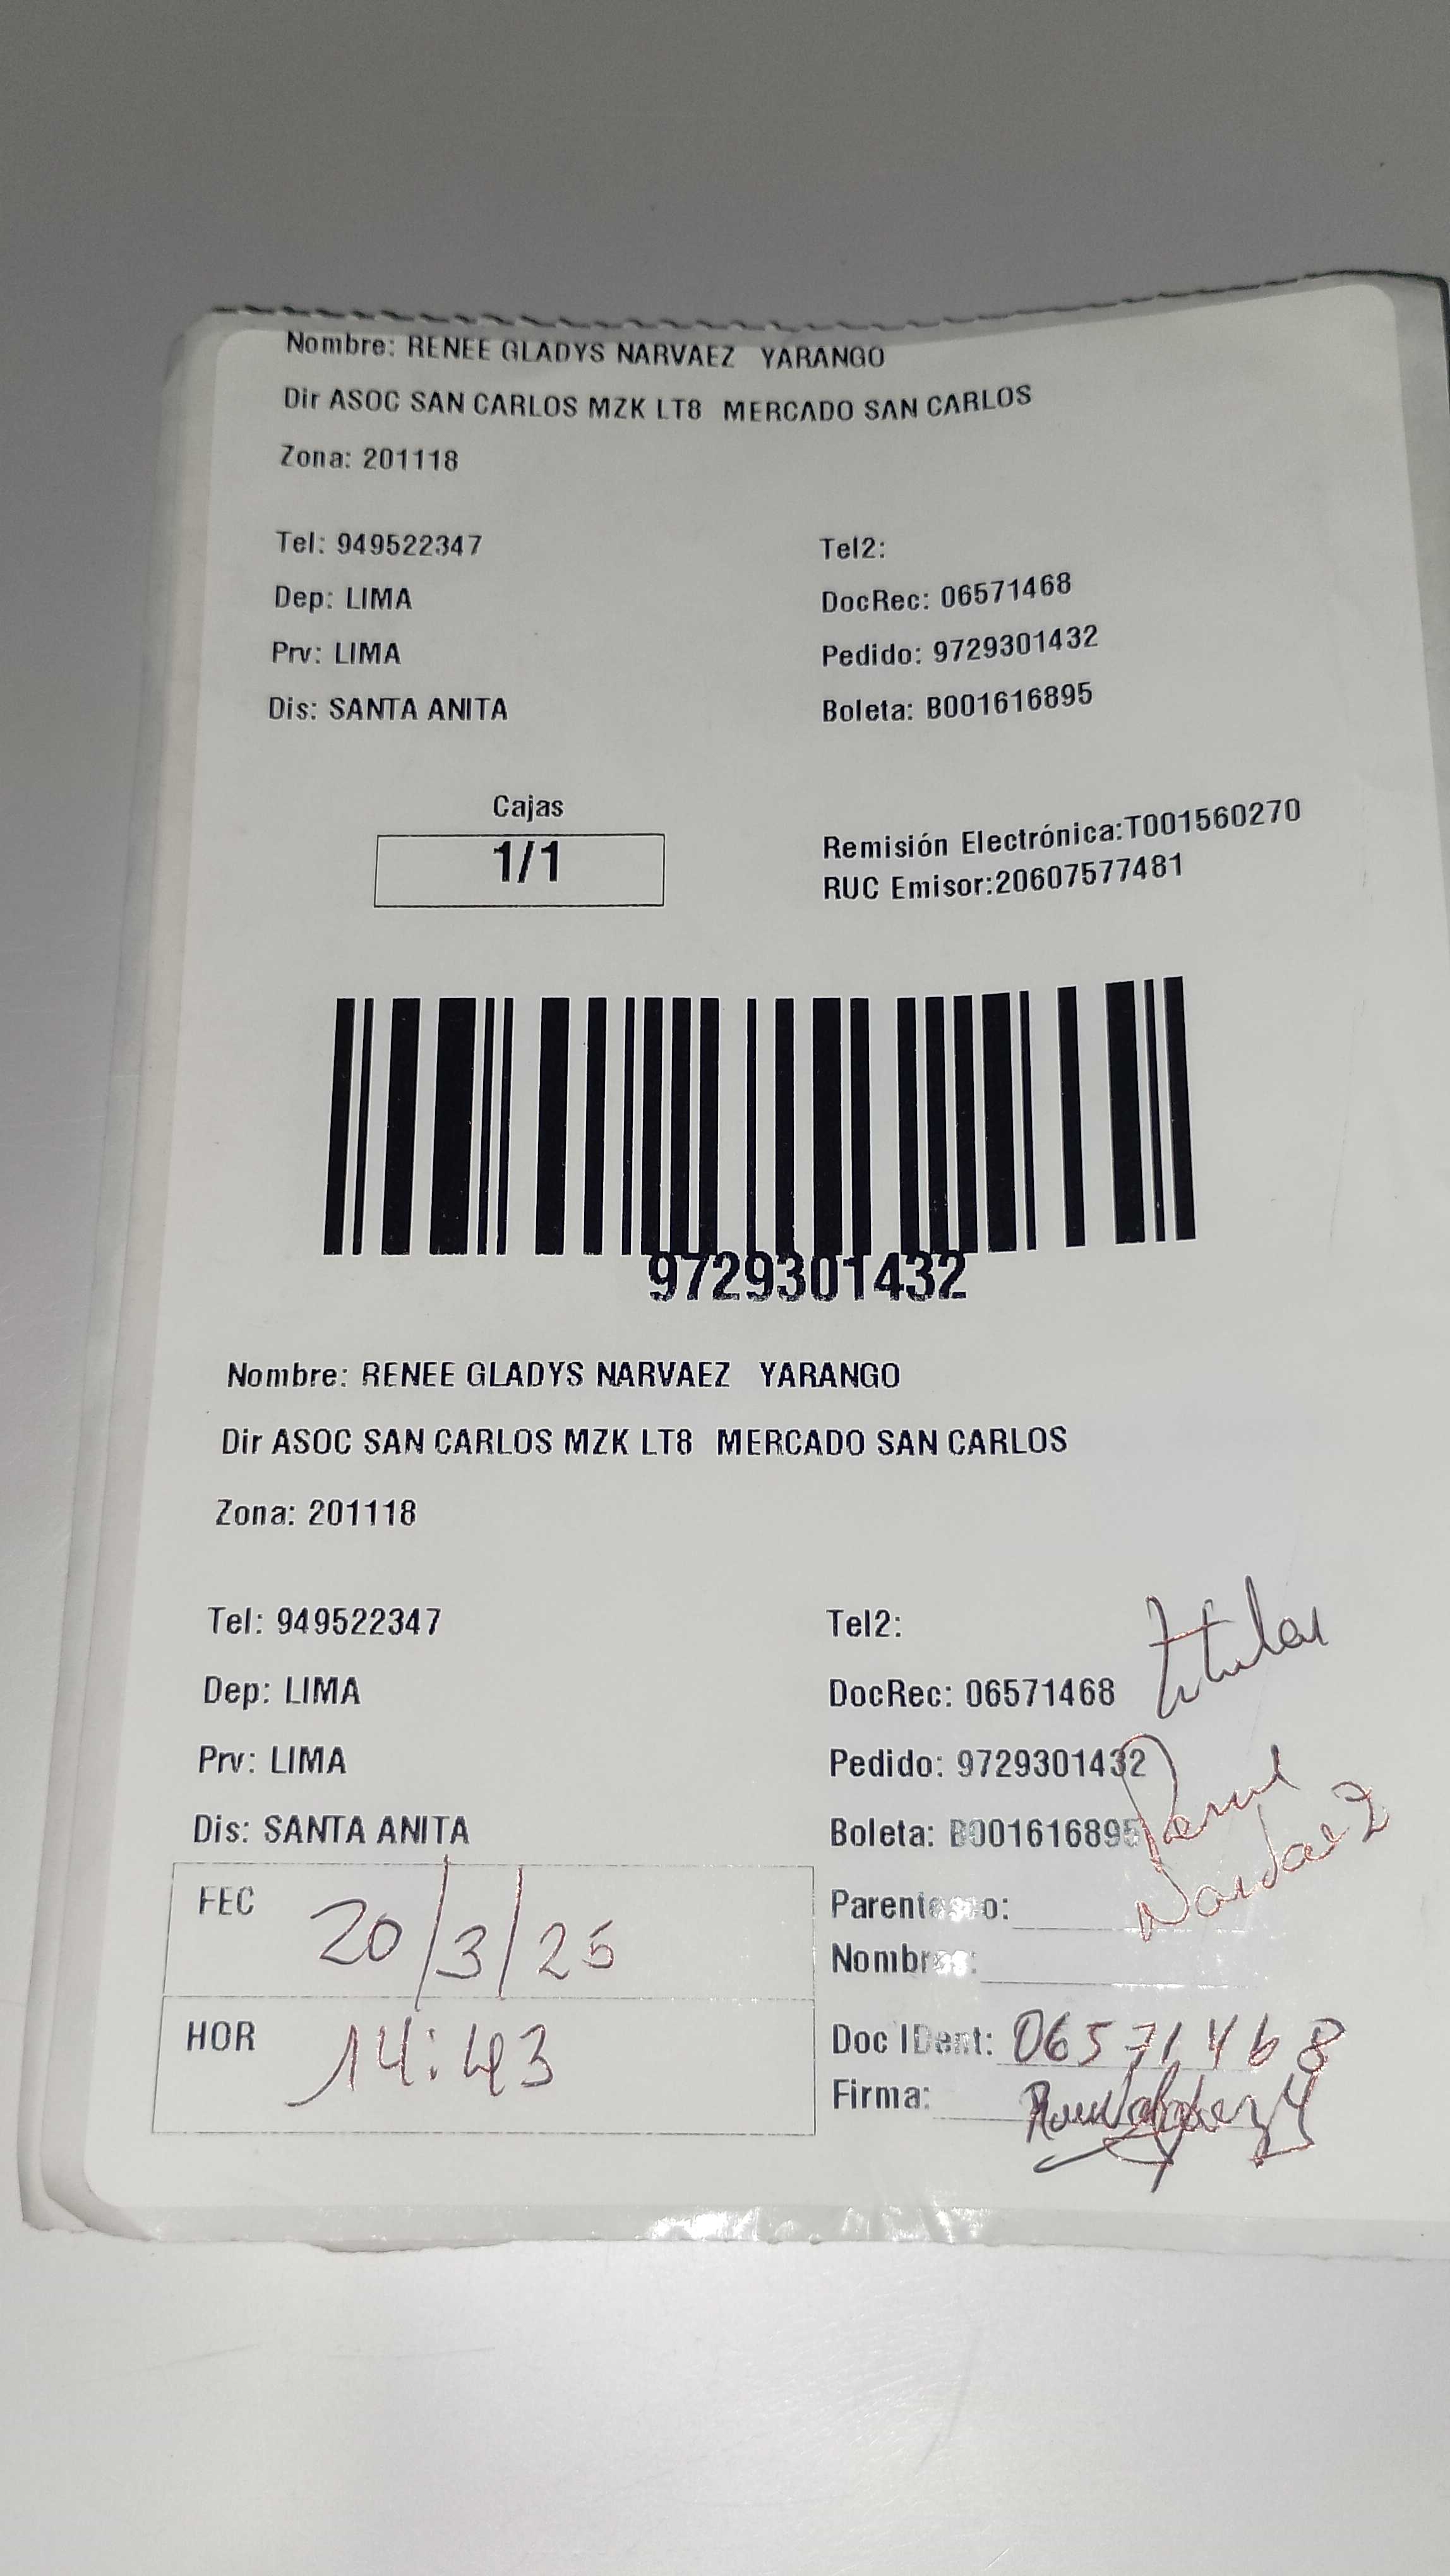 Nombre: RENEE GLADYS NARVAEZ YARANGO
Dir ASOC SAN CARLOS MZK LT8 MERCADO SAN CARLOS
Zona: 201118
Tel: 949522347
Tel2:
Dep: LIMA
DocRec: 06571468
Prv: LIMA
Pedido: 9729301432
Dis: SANTA ANITA
Boleta: B001616895
Cajas
1/1
Remisión Electrónica:T001560270
RUC Emisor:20607577481
9729301432
Nombre: RENEE GLADYS NARVAEZ YARANGO
Dir ASOC SAN CARLOS MZK LT8 MERCADO SAN CARLOS
Zona: 201118
Tel: 949522347
Tel2:
titular
Dep: LIMA
DocRec: 06571468
Prv: LIMA
Pedido: 9729301432
Dis: SANTA ANITA
Boleta: B001616895
Narvaez
FEC 20/3/25
Parentesco:
Nombres:
HOR 14:43
Doc IDent: 06571468
Firma: